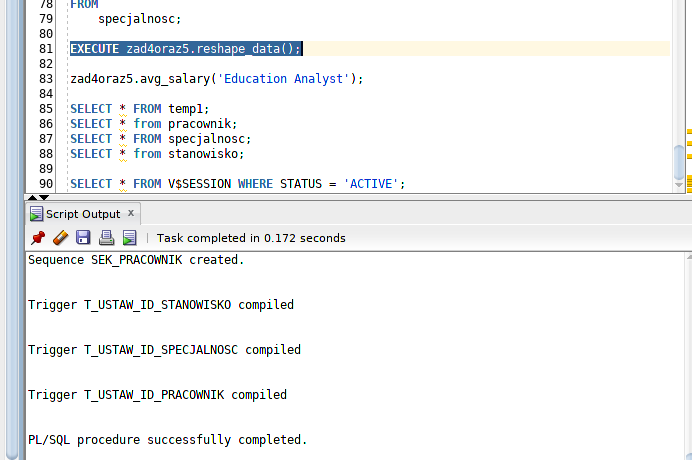 78 FROM
79 specjalnosc;
80
81 EXECUTE zad4oraz5.reshape_data();
82
83 zad4oraz5.avg_salary('Education Analyst');
84
85 SELECT * FROM temp1;
86 SELECT * from pracownik;
87 SELECT * FROM specjalnosc;
88 SELECT * from stanowisko;
89
90 SELECT * FROM V$SESSION WHERE STATUS = 'ACTIVE';
Script Output x
Task completed in 0.172 seconds
Sequence SEK_PRACOWNIK created.
Trigger T_USTAW_ID_STANOWISKO compiled
Trigger T_USTAW_ID_SPECJALNOSC compiled
Trigger T_USTAW_ID_PRACOWNIK compiled
PL/SQL procedure successfully completed.